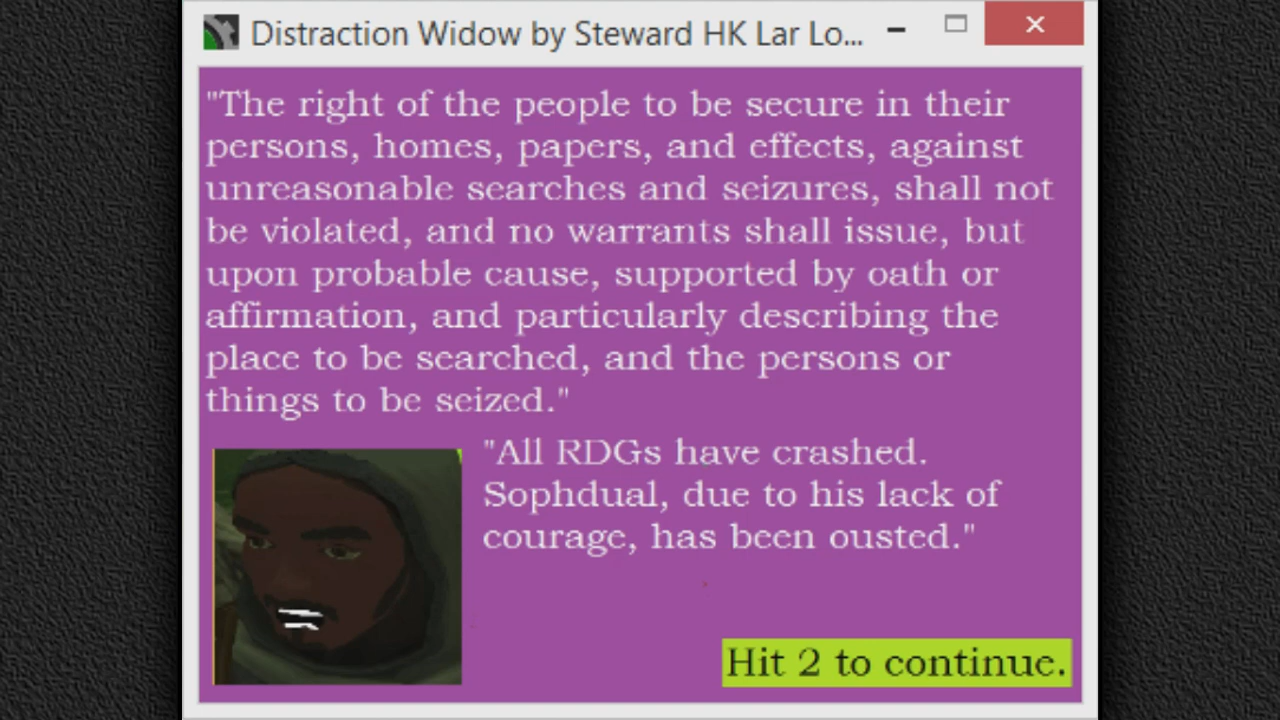 Distraction Widow by Steward HK Lar Lo...
"The right of the people to be secure in their
persons, homes, papers, and effects, against
unreasonable searches and seizures, shall not
be violated, and no warrants shall issue, but
upon probable cause, supported by oath or
affirmation, and particularly describing the
place to be searched, and the persons or
things to be seized."
"All RDGs have crashed.
Sophdual, due to his lack of
courage, has been ousted."
Hit 2 to continue.